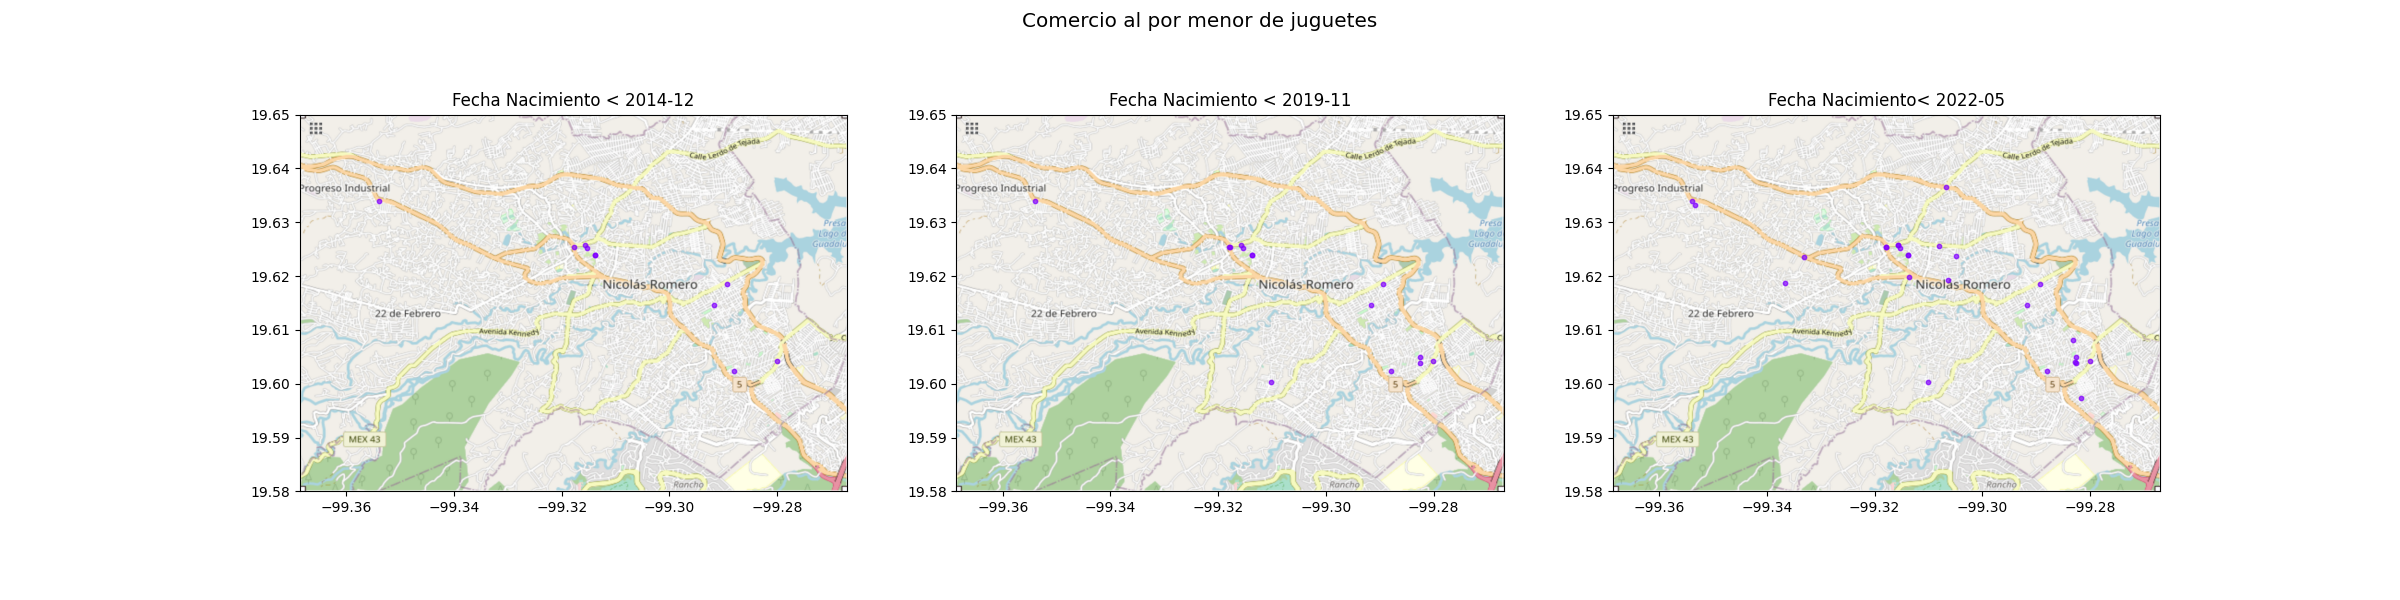 Comercio al por menor de juguetes
Fecha Nacimiento < 2014-12
19.65
19.64
19.63
19.62
19.61
19.60
19.59
19.58
−99.36
−99.34
−99.32
−99.30
−99.28
Calle Lerdo de Tejada
Progreso Industrial
Presa
Lago d
Guadalu
Nicolás Romero
22 de Febrero
Avenida Kennedy
5
MEX 43
Rancho
Fecha Nacimiento < 2019-11
19.65
19.64
19.63
19.62
19.61
19.60
19.59
19.58
−99.36
−99.34
−99.32
−99.30
−99.28
Calle Lerdo de Tejada
Progreso Industrial
Presa
Lago d
Guadalu
Nicolás Romero
22 de Febrero
Avenida Kennedy
5
MEX 43
Rancho
Fecha Nacimiento< 2022-05
19.65
19.64
19.63
19.62
19.61
19.60
19.59
19.58
−99.36
−99.34
−99.32
−99.30
−99.28
Calle Lerdo de Tejada
Progreso Industrial
Presa
Lago d
Guadalu
Nicolás Romero
22 de Febrero
Avenida Kennedy
5
MEX 43
Rancho